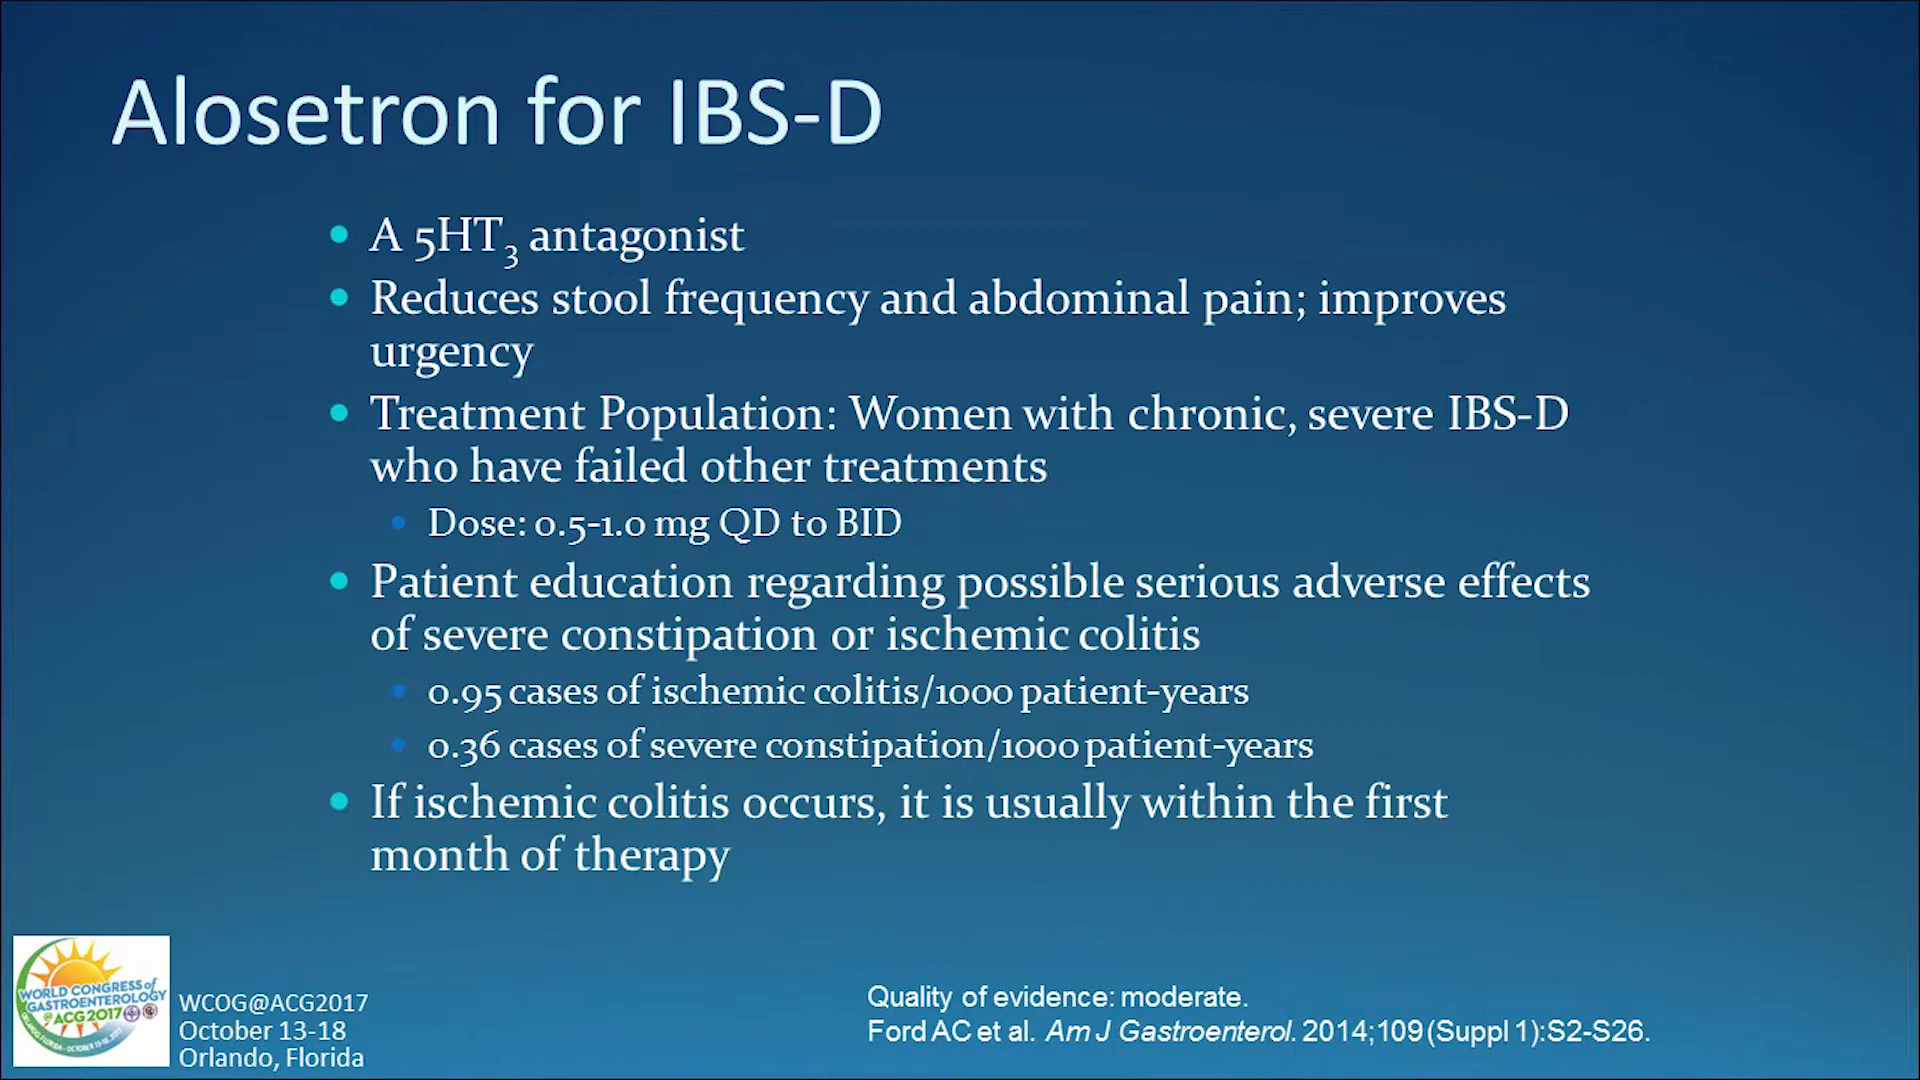 Alosetron for IBS-D
• A 5HT₃ antagonist
• Reduces stool frequency and abdominal pain; improves
urgency
• Treatment Population: Women with chronic, severe IBS-D
who have failed other treatments
• Dose: 0.5-1.0 mg QD to BID
• Patient education regarding possible serious adverse effects
of severe constipation or ischemic colitis
• 0.95 cases of ischemic colitis/1000 patient-years
• 0.36 cases of severe constipation/1000 patient-years
• If ischemic colitis occurs, it is usually within the first
month of therapy
WORLD CONGRESS of
GASTROENTEROLOGY
@ACG2017
WCOG@ACG2017
October 13-18
Orlando, Florida
Quality of evidence: moderate.
Ford AC et al. Am J Gastroenterol. 2014;109(Suppl 1):S2-S26.